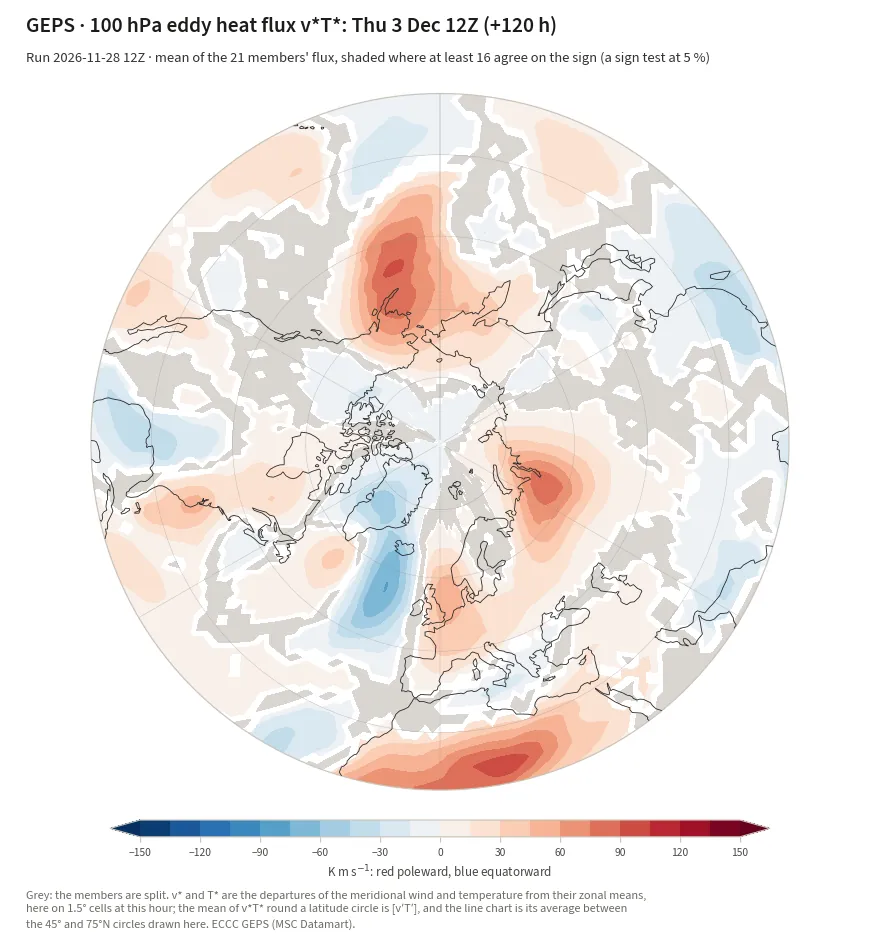 GEPS · 100 hPa eddy heat flux v*T*: Thu 3 Dec 12Z (+120 h)
Run 2026-11-28 12Z · mean of the 21 members' flux, shaded where at least 16 agree on the sign (a sign test at 5 %)
−150 −120 −90 −60 −30 0 30 60 90 120 150
K m s⁻¹: red poleward, blue equatorward
Grey: the members are split. v* and T* are the departures of the meridional wind and temperature from their zonal means,
here on 1.5° cells at this hour; the mean of v*T* round a latitude circle is [v'T'], and the line chart is its average between
the 45° and 75°N circles drawn here. ECCC GEPS (MSC Datamart).